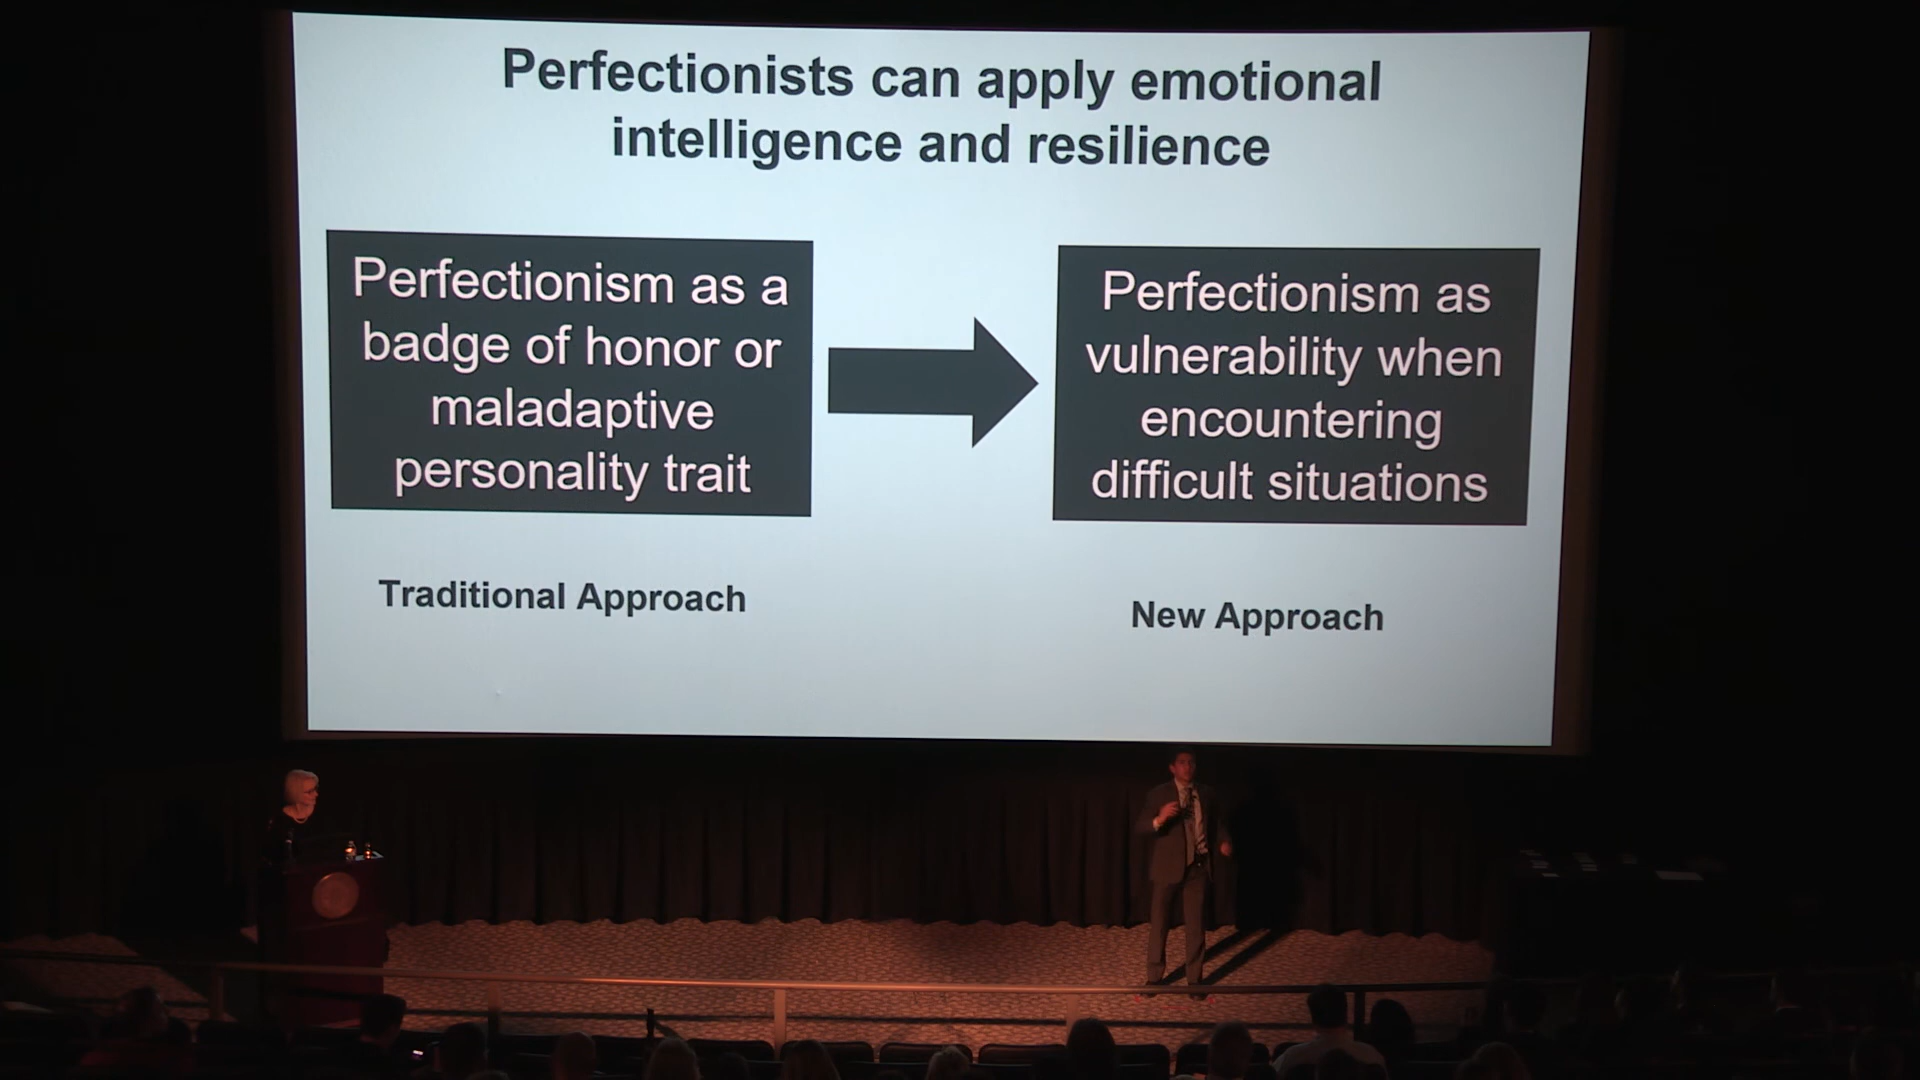 Perfectionists can apply emotional
intelligence and resilience
Perfectionism as a
badge of honor or
maladaptive
personality trait
Perfectionism as
vulnerability when
encountering
difficult situations
Traditional Approach
New Approach